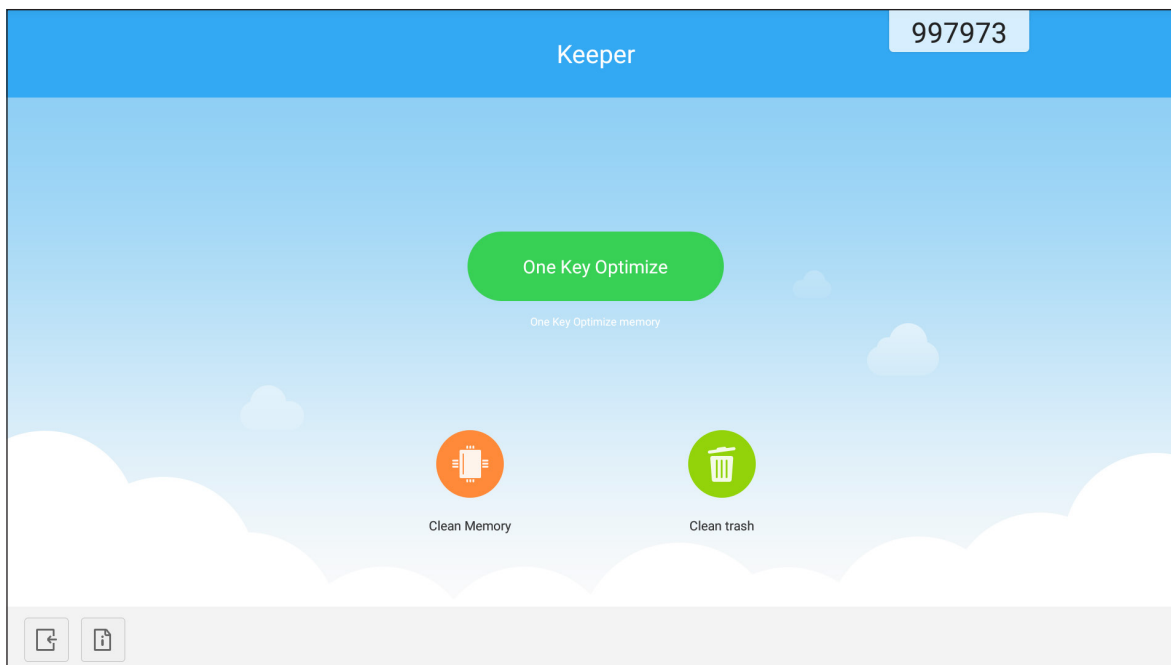 997973
Keeper
One Key Optimize
One Key Optimize memory
Clean Memory
Clean trash